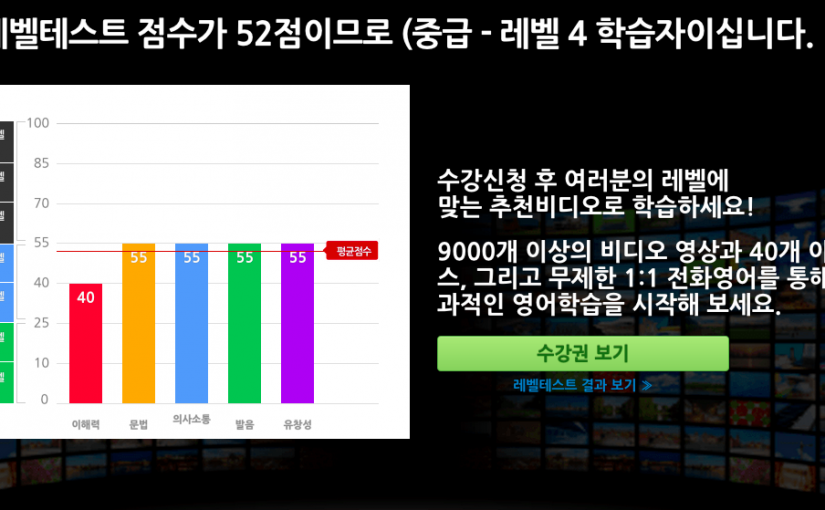 레벨테스트 점수가 52점이므로 (중급 - 레벨 4 학습자이십니다.
벨
벨
벨
벨
벨
벨
벨
100
85
70
55
40
25
10
0
40
55
55
55
55
평균점수
이해력
문법
의사소통
발음
유창성
수강신청 후 여러분의 레벨에
맞는 추천비디오로 학습하세요!
9000개 이상의 비디오 영상과 40개 이
스, 그리고 무제한 1:1 전화영어를 통해
과적인 영어학습을 시작해 보세요.
수강권 보기
레벨테스트 결과 보기 ≫